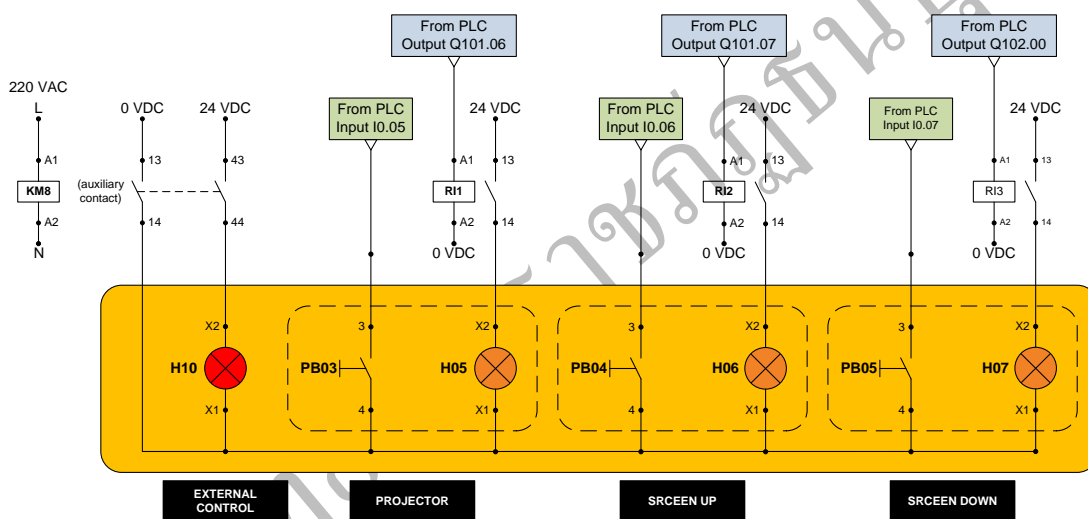 From PLC
Output Q101.06
From PLC
Output Q101.07
From PLC
Output Q102.00
220 VAC
L
0 VDC
24 VDC
From PLC
Input I0.05
24 VDC
From PLC
Input I0.06
24 VDC
From PLC
Input I0.07
24 VDC
A1
13
43
A1
13
A1
13
A1
13
KM8
(auxiliary
contact)
RI1
RI2
RI3
A2
14
44
A2
14
A2
14
A2
14
N
0 VDC
0 VDC
0 VDC
X2
3
X2
3
X2
3
X2
H10
PB03
H05
PB04
H06
PB05
H07
X1
4
X1
4
X1
4
X1
EXTERNAL
CONTROL
PROJECTOR
SRCEEN UP
SRCEEN DOWN